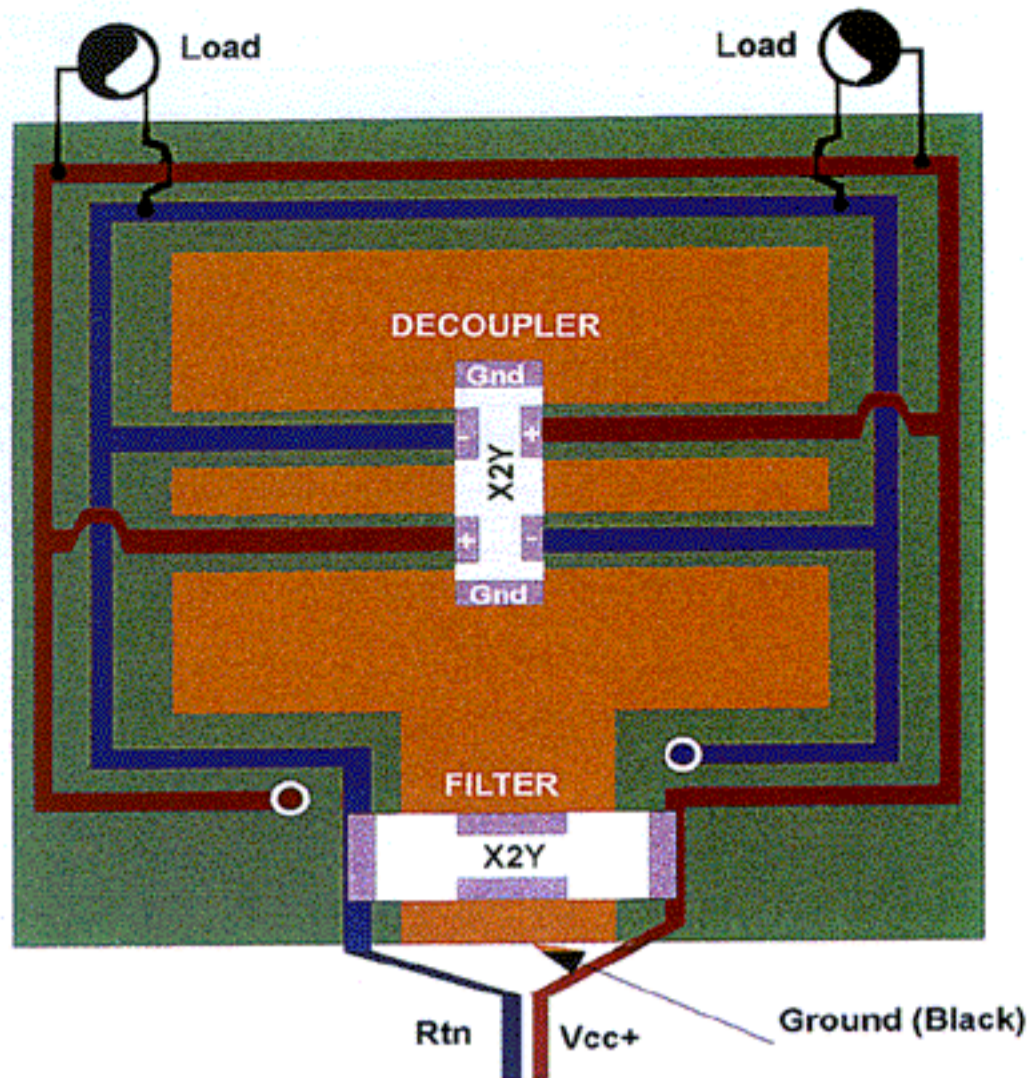 Load
Load
DECOUPLER
Gnd
- +
X2Y
+ -
Gnd
FILTER
X2Y
Rtn
Vcc+
Ground (Black)